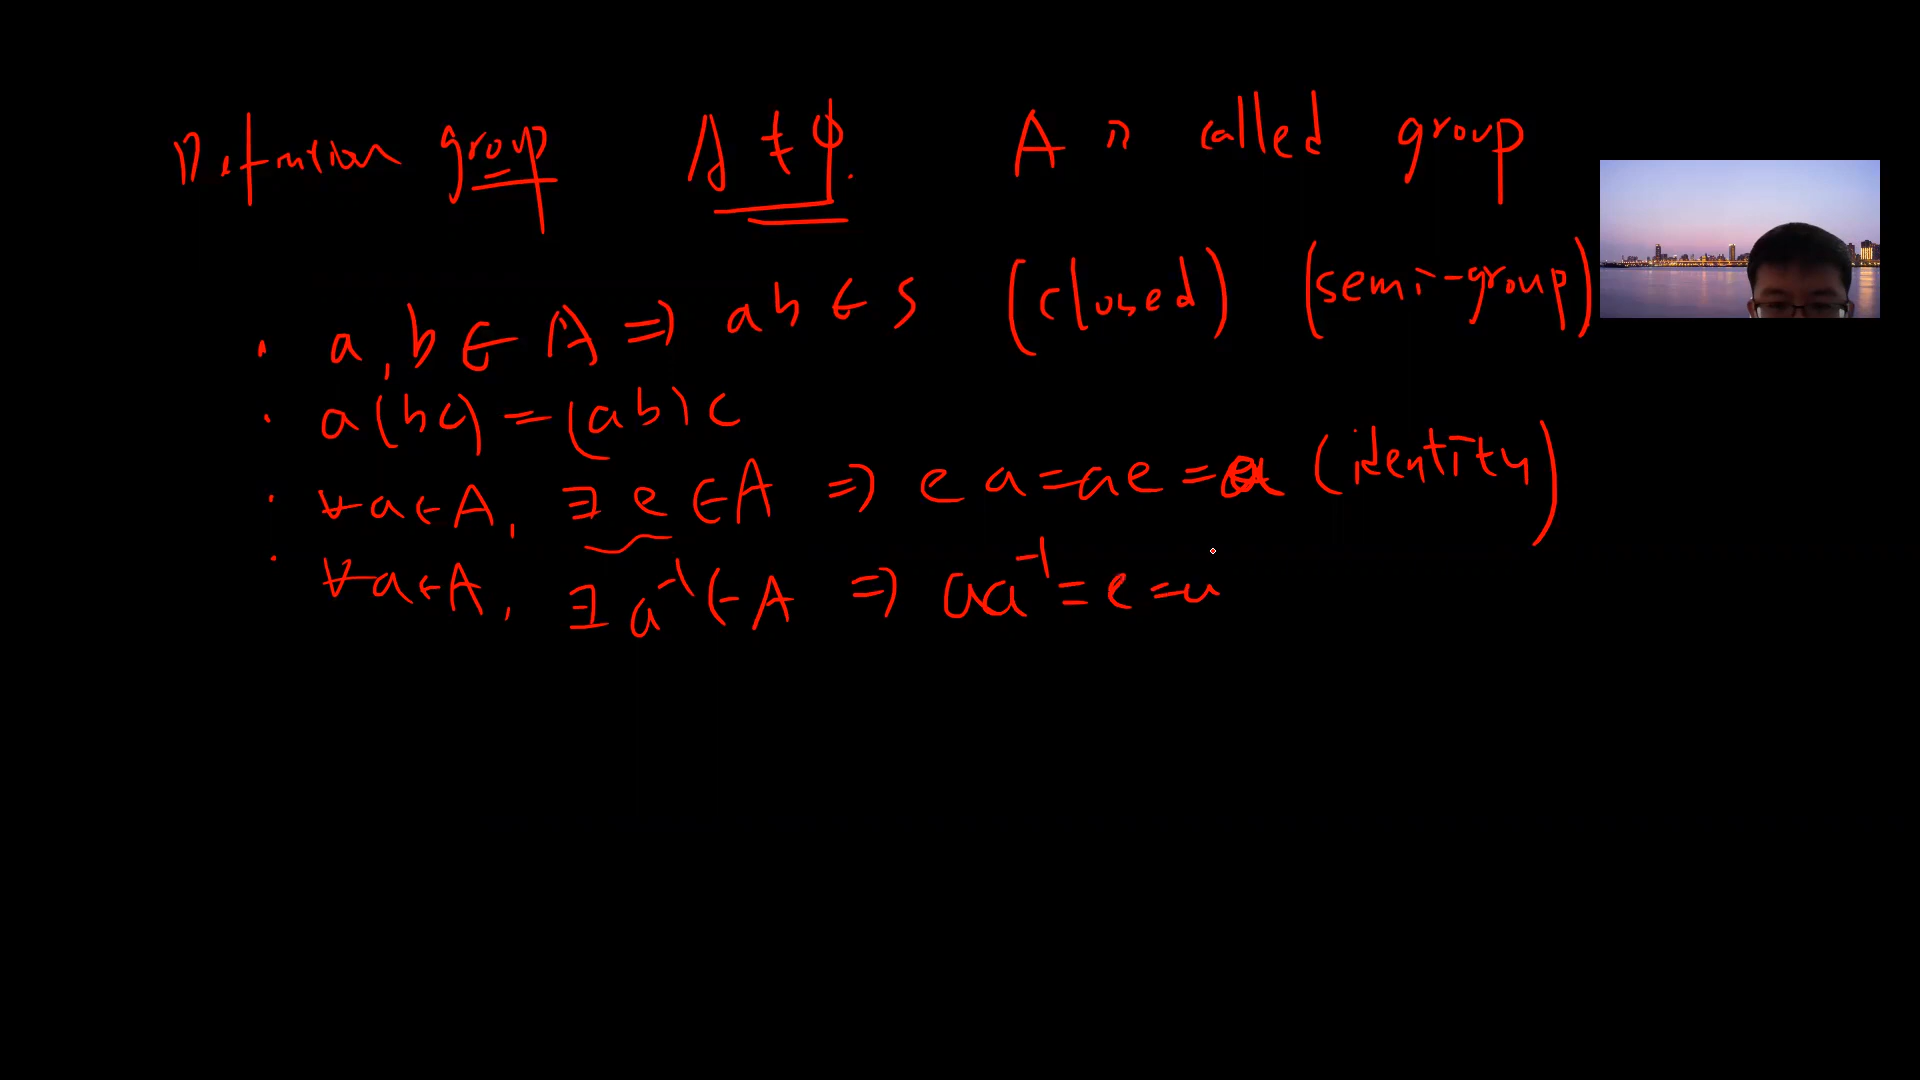 Definition group A ≠ φ. A is called group
· a, b ∈ A ⇒ ab ∈ S (closed) (semi-group)
· a(bc) = (ab)c
· ∀a∈A, ∃ e ∈ A ⇒ ea = ae = a (identity)
· ∀a∈A, ∃ a⁻¹ ∈ A ⇒ aa⁻¹ = e = a